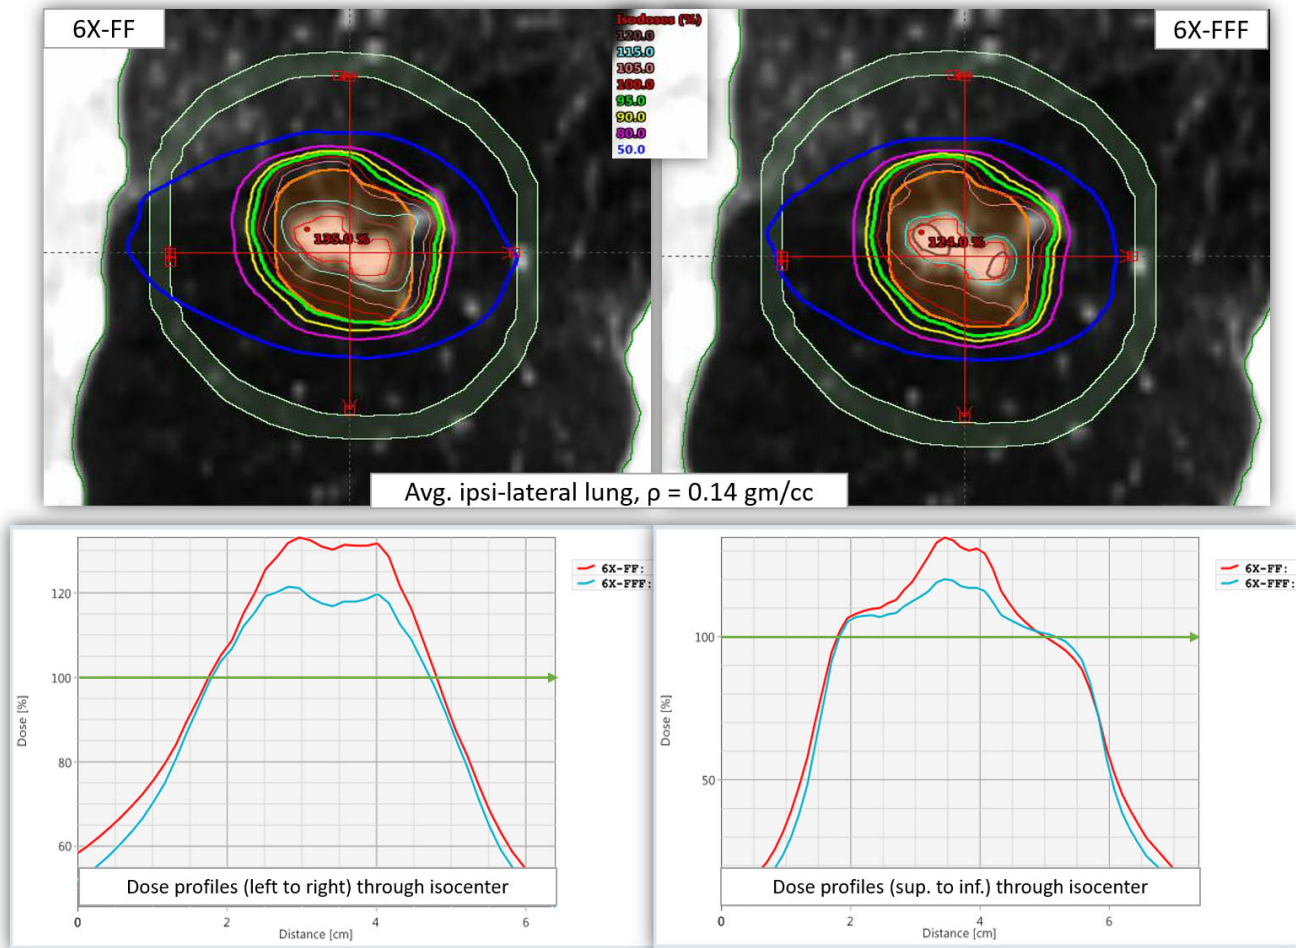 6X-FF
Isodoses (%)
120.0
115.0
105.0
100.0
95.0
90.0
80.0
50.0
6X-FFF
135.0 %
124.0 %
Avg. ipsi-lateral lung, ρ = 0.14 gm/cc
6X-FF:
6X-FFF:
120
100
80
60
Dose [%]
Dose profiles (left to right) through isocenter
0
2
4
6
Distance [cm]
6X-FF:
6X-FFF:
100
50
Dose [%]
Dose profiles (sup. to inf.) through isocenter
0
2
4
6
Distance [cm]